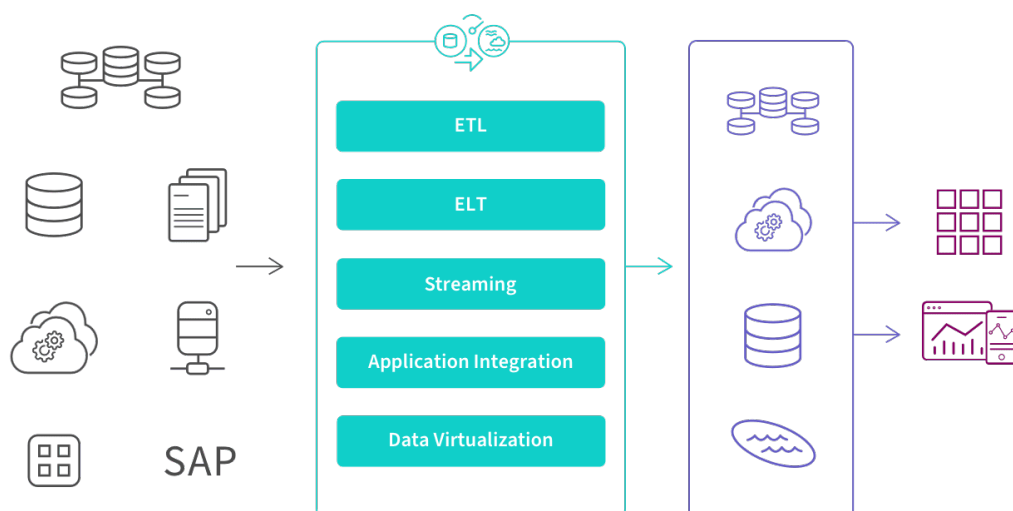 ETL
ELT
Streaming
Application Integration
Data Virtualization
SAP